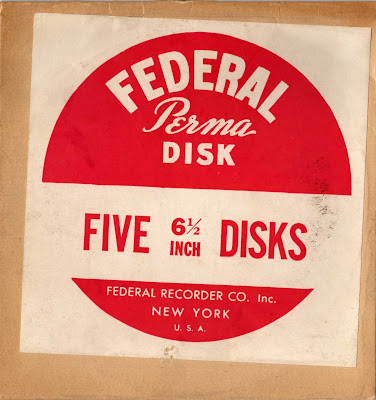 FEDERAL
Perma
DISK
FIVE 6½ INCH DISKS
FEDERAL RECORDER CO. Inc.
NEW YORK
U. S. A.